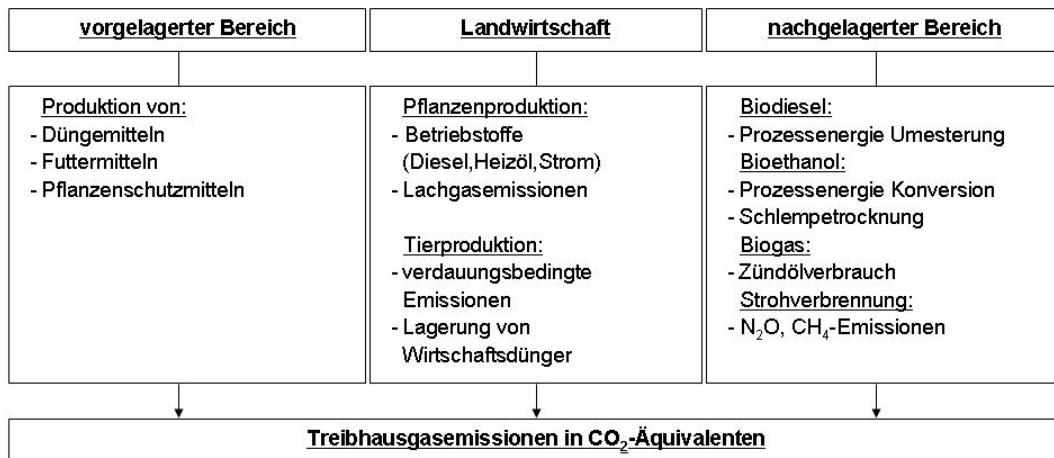 vorgelagerter Bereich
Landwirtschaft
nachgelagerter Bereich
Produktion von:
- Düngemitteln
- Futtermitteln
- Pflanzenschutzmitteln
Pflanzenproduktion:
- Betriebstoffe
(Diesel,Heizöl,Strom)
- Lachgasemissionen
Tierproduktion:
- verdauungsbedingte
Emissionen
- Lagerung von
Wirtschaftsdünger
Biodiesel:
- Prozessenergie Umesterung
Bioethanol:
- Prozessenergie Konversion
- Schlempetrocknung
Biogas:
- Zündölverbrauch
Strohverbrennung:
- N₂O, CH₄-Emissionen
Treibhausgasemissionen in CO₂-Äquivalenten